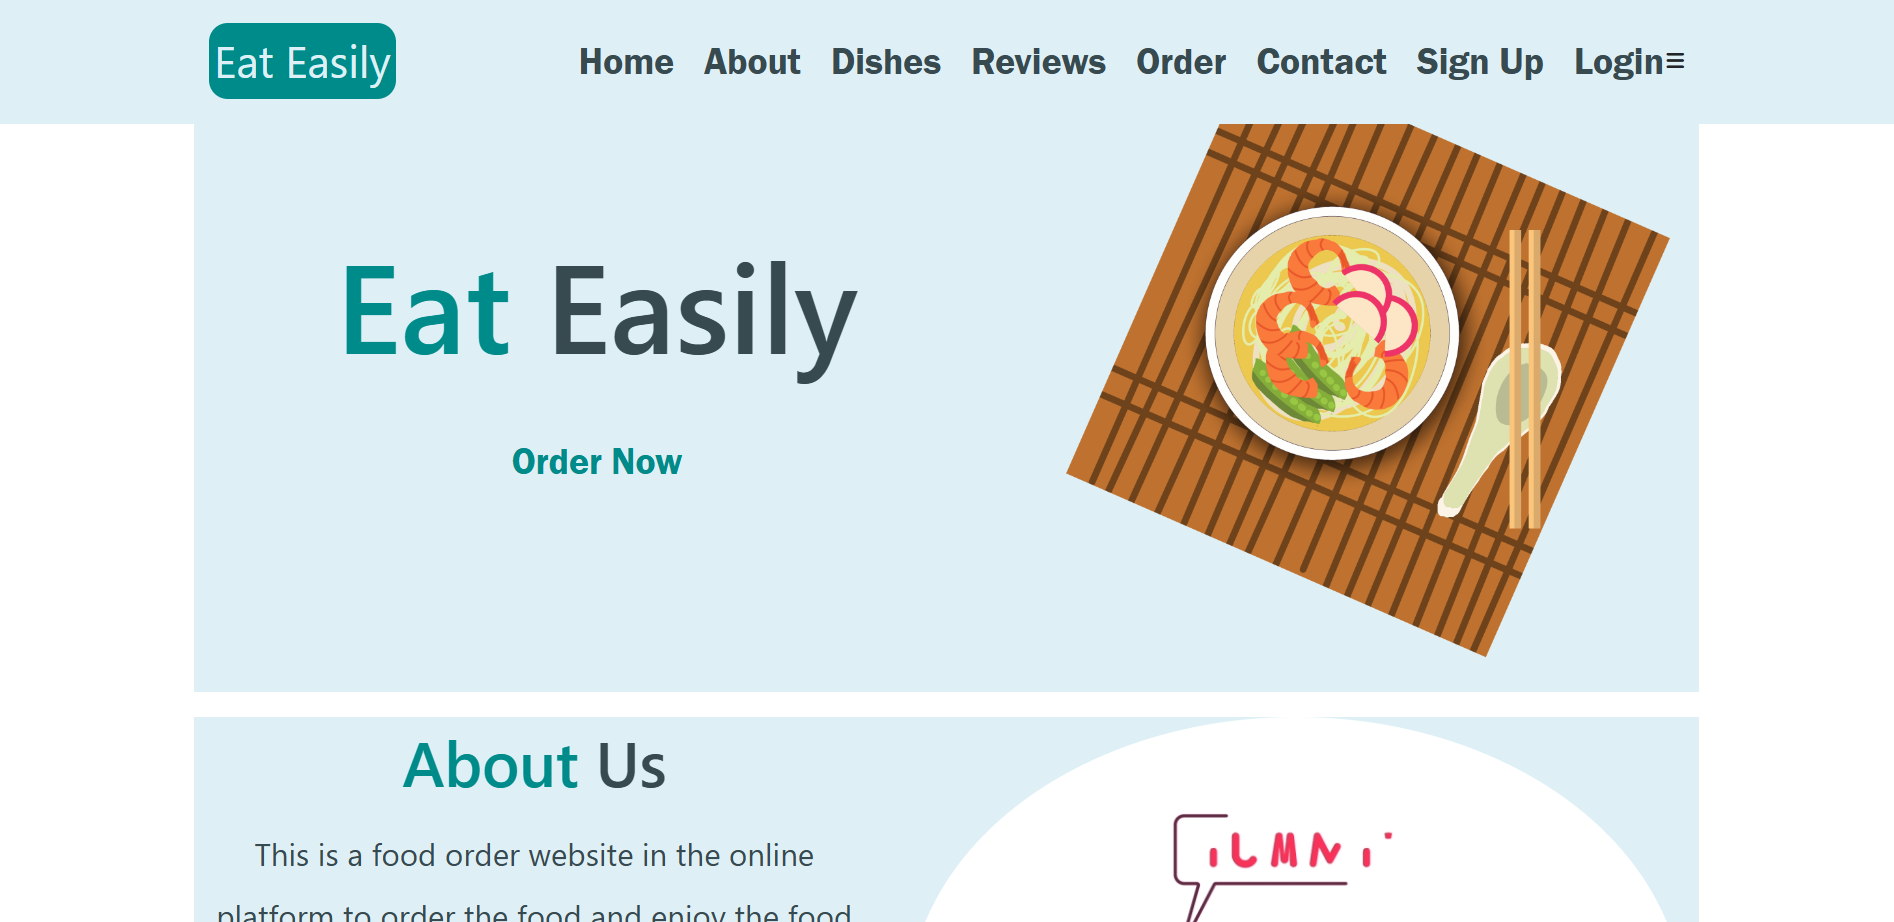 Eat Easily
Home About Dishes Reviews Order Contact Sign Up Login≡
Eat Easily
Order Now
About Us
This is a food order website in the online
platform to order the food and enjoy the food